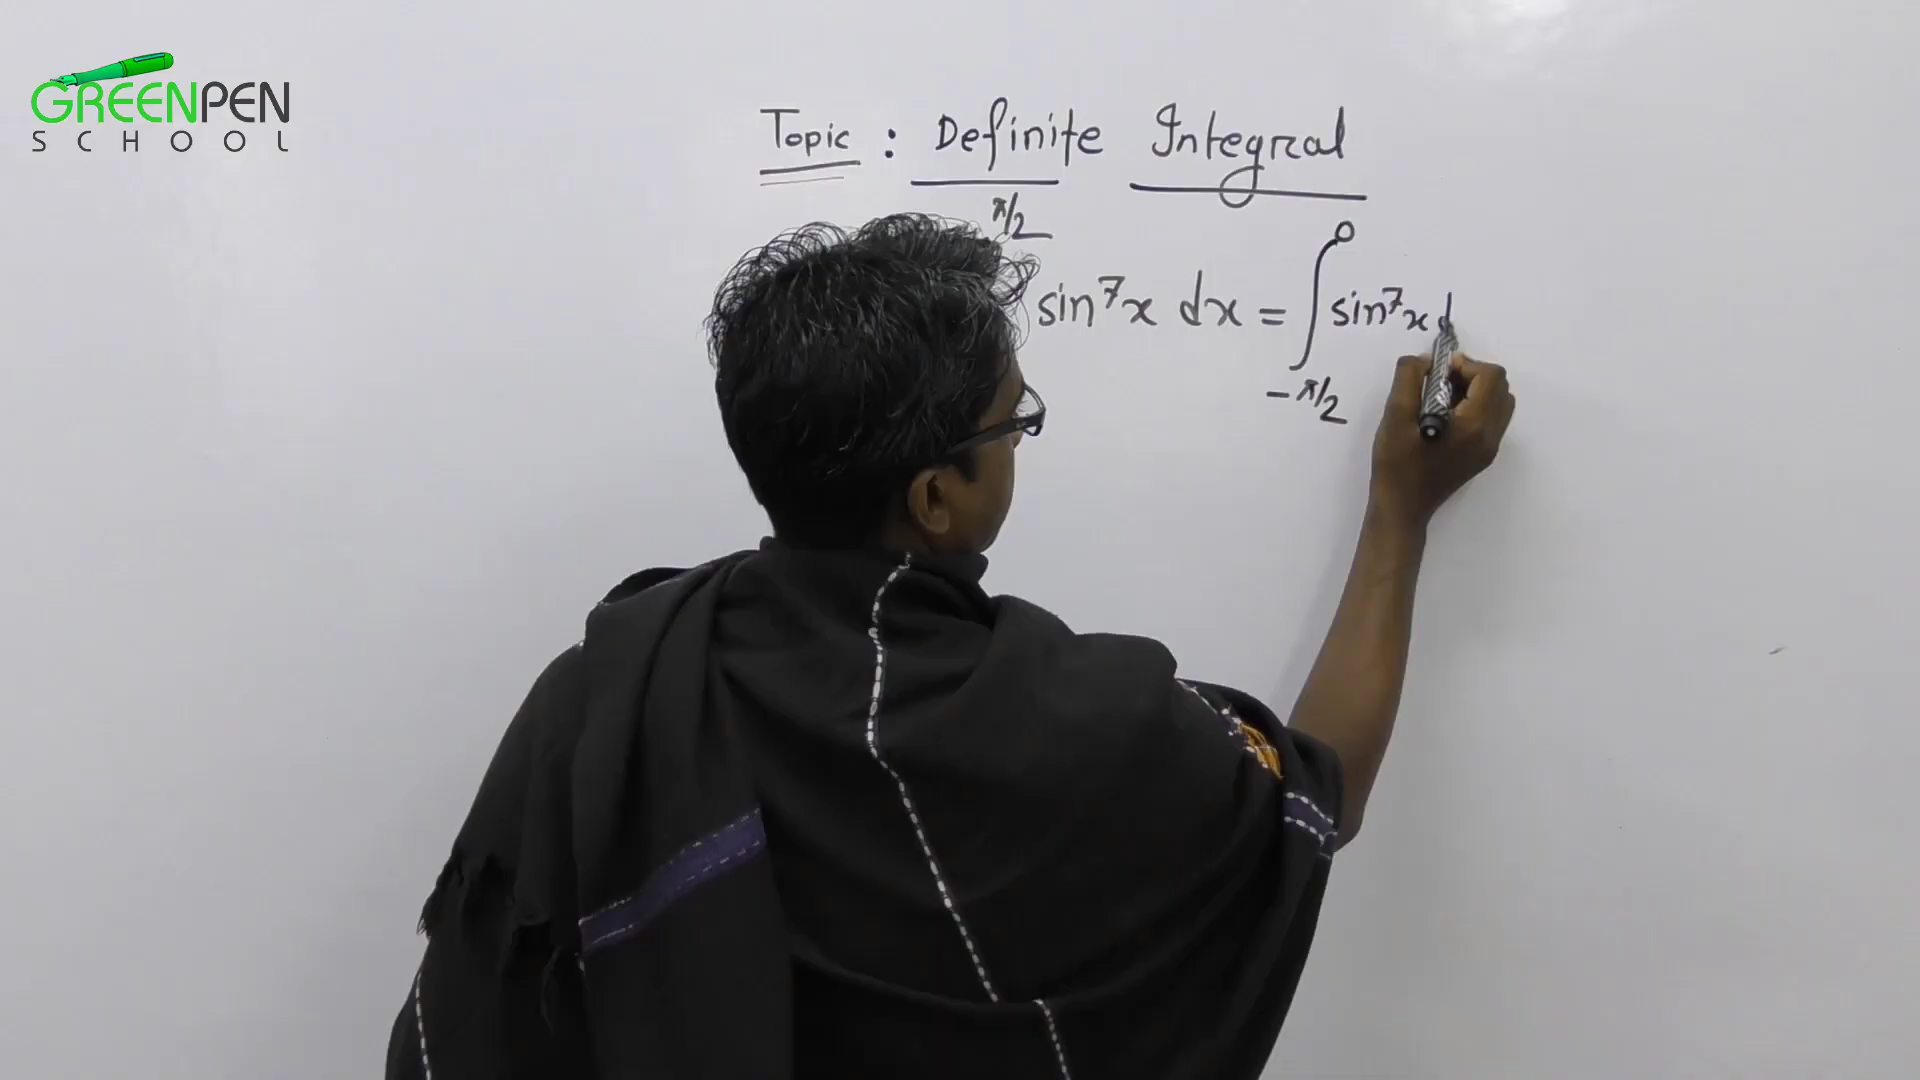 GREENPEN
SCHOOL
Topic : Definite Integral
π/2 0
sin⁷x dx = ∫ sin⁷x d
-π/2